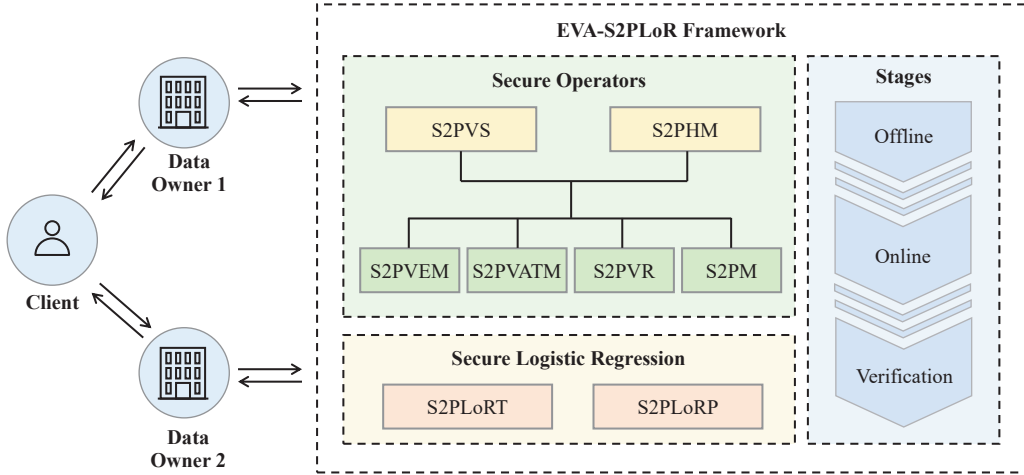 EVA-S2PLoR Framework
Secure Operators
S2PVS
S2PHM
S2PVEM
S2PVATM
S2PVR
S2PM
Secure Logistic Regression
S2PLoRT
S2PLoRP
Stages
Offline
Online
Verification
Data
Owner 1
Client
Data
Owner 2